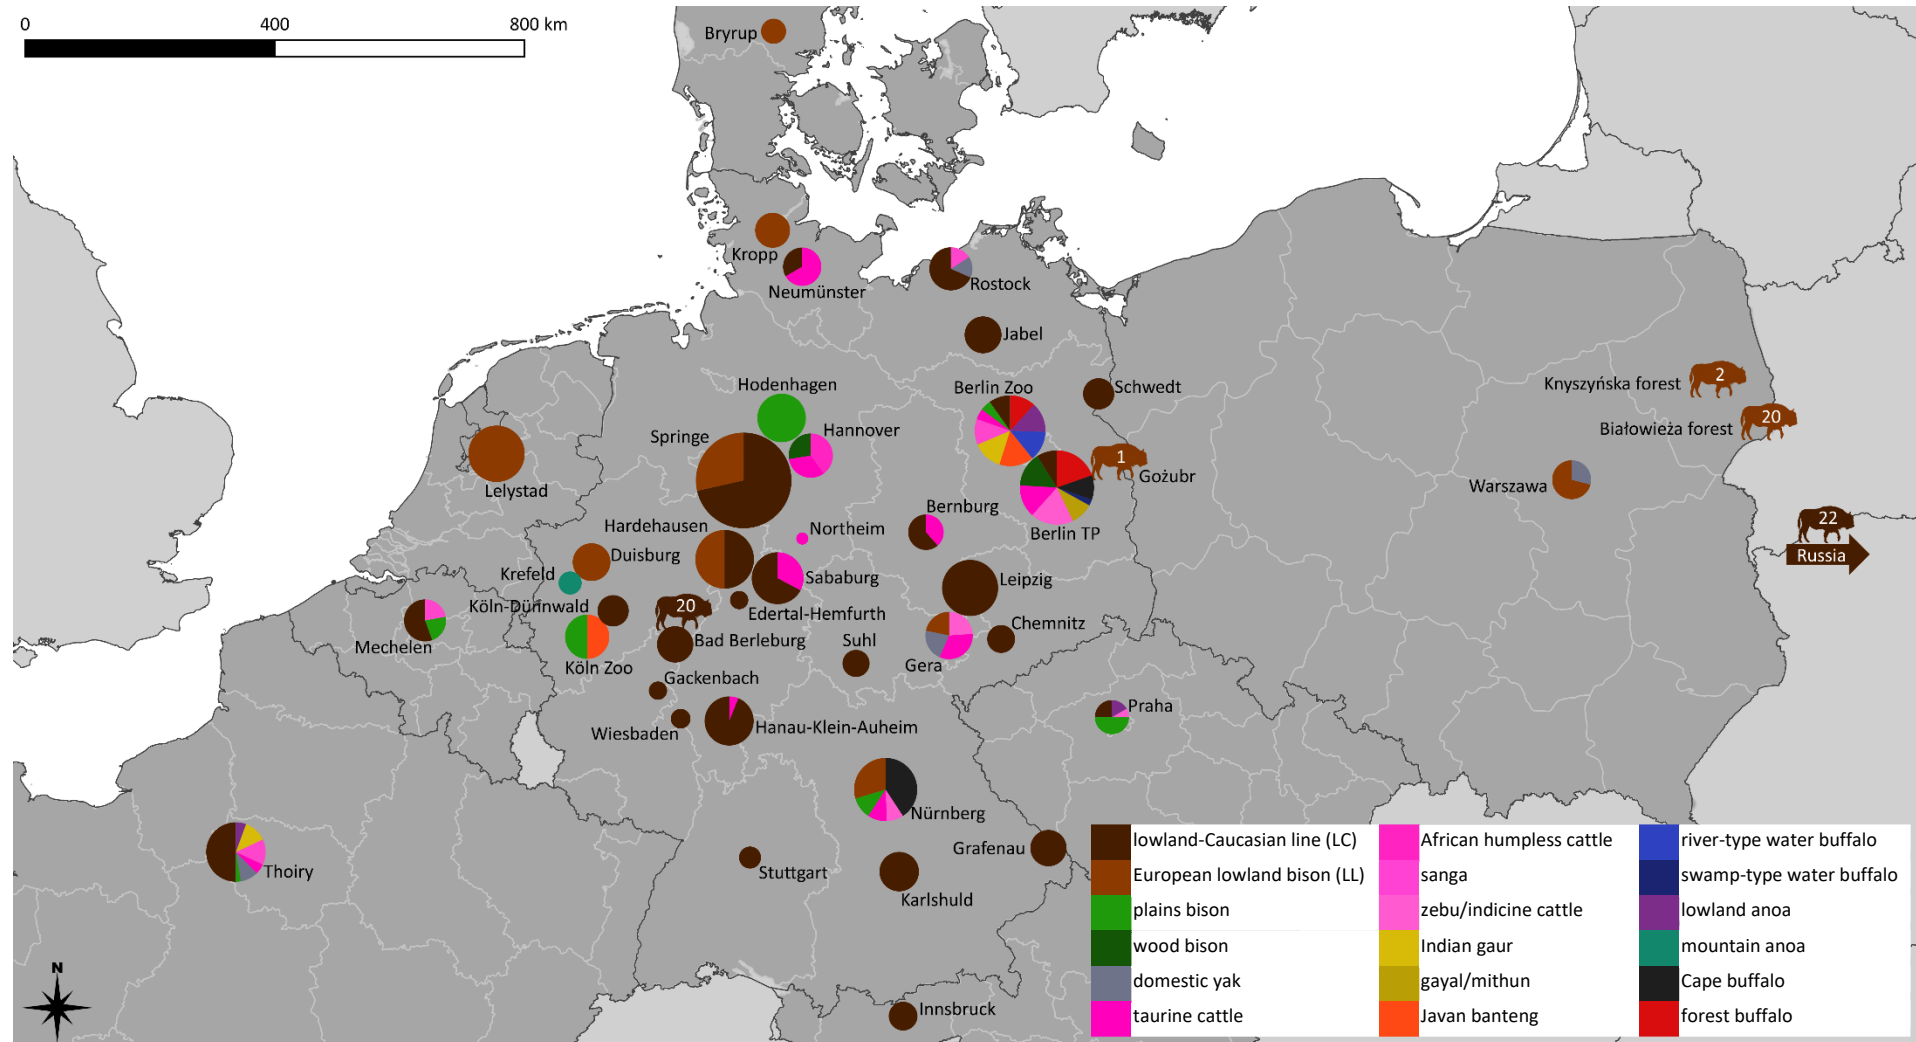 0 400 800 km
Bryrup
Kropp
Neumünster
Rostock
Jabel
Schwedt
Hodenhagen
Berlin Zoo
Knyszyńska forest 2
Białowieża forest 20
Springe
Hannover
1
Gożubr
Lelystad
Warszawa
Berlin TP
Bernburg
Hardehausen
Northeim
22
Russia
Duisburg
Krefeld
Sababurg
Leipzig
Köln-Dünnwald
20
Edertal-Hemfurth
Chemnitz
Mechelen
Bad Berleburg
Suhl
Köln Zoo
Gera
Gackenbach
Praha
Wiesbaden
Hanau-Klein-Auheim
Nürnberg
Thoiry
Stuttgart
Grafenau
Karlshuld
Innsbruck
N
lowland-Caucasian line (LC)
European lowland bison (LL)
plains bison
wood bison
domestic yak
taurine cattle
African humpless cattle
sanga
zebu/indicine cattle
Indian gaur
gayal/mithun
Javan banteng
river-type water buffalo
swamp-type water buffalo
lowland anoa
mountain anoa
Cape buffalo
forest buffalo